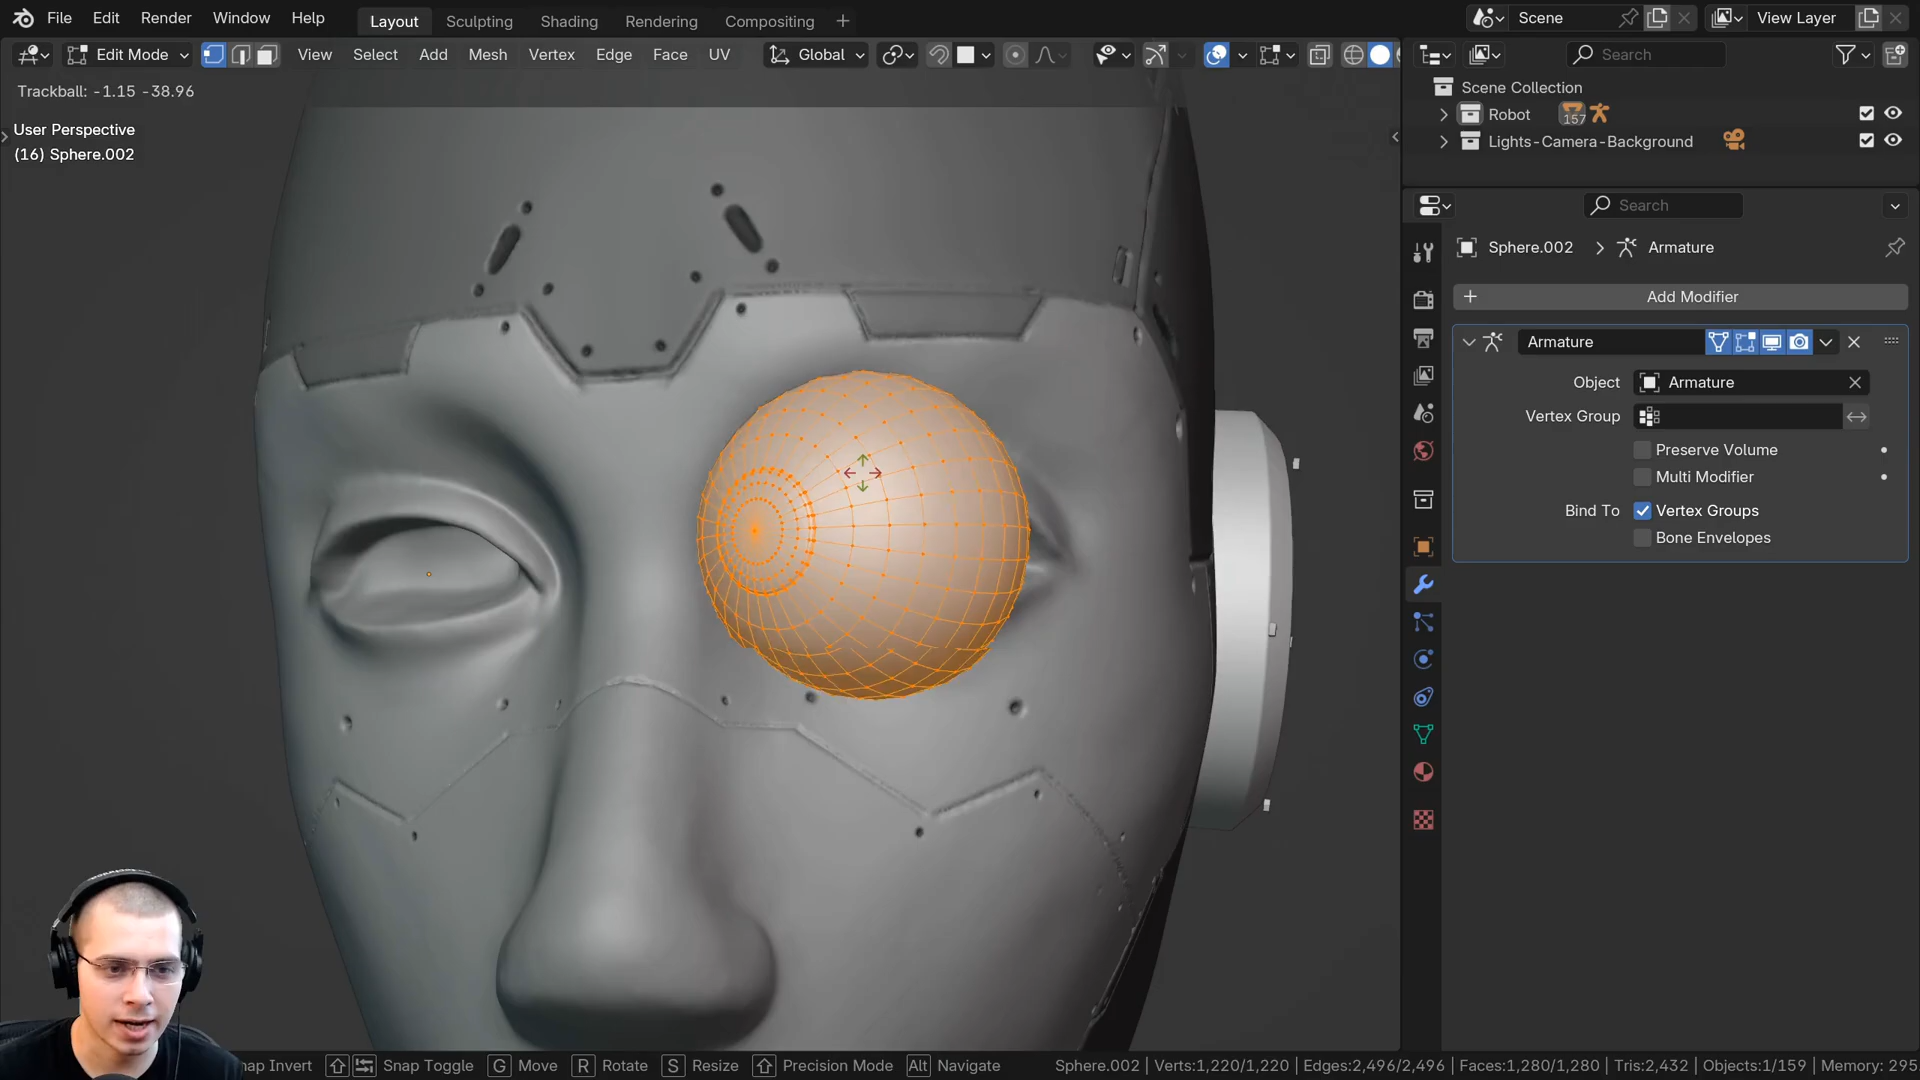 File Edit Render Window Help Layout Sculpting Shading Rendering Compositing Scene View Layer
Edit Mode View Select Add Mesh Vertex Edge Face UV Global Search
Trackball: -1.15 -38.96
User Perspective
(16) Sphere.002
Scene Collection
Robot 157
Lights-Camera-Background
Search
Sphere.002 Armature
Add Modifier
Armature
Object Armature
Vertex Group
Preserve Volume
Multi Modifier
Bind To Vertex Groups
Bone Envelopes
nap Invert Snap Toggle G Move R Rotate S Resize Precision Mode Alt Navigate Sphere.002 | Verts:1,220/1,220 | Edges:2,496/2,496 | Faces:1,280/1,280 | Tris:2,432 | Objects:1/159 | Memory: 295